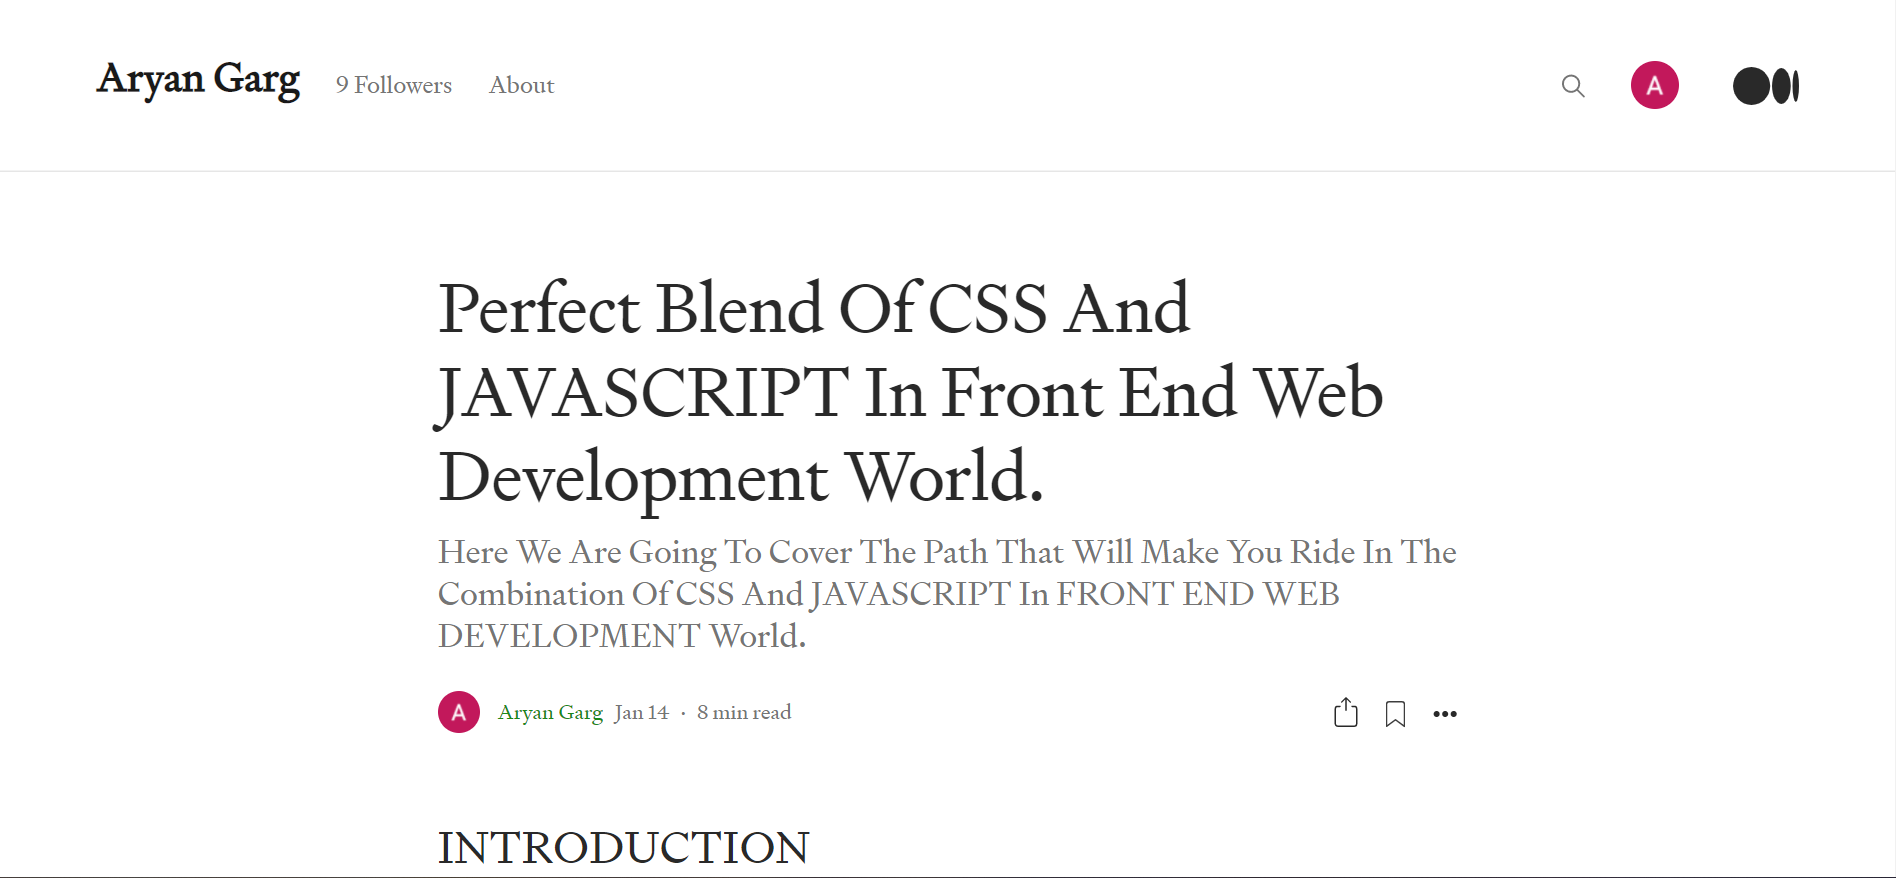 Aryan Garg 9 Followers About A
Perfect Blend Of CSS And
JAVASCRIPT In Front End Web
Development World.
Here We Are Going To Cover The Path That Will Make You Ride In The
Combination Of CSS And JAVASCRIPT In FRONT END WEB
DEVELOPMENT World.
A Aryan Garg Jan 14 · 8 min read
INTRODUCTION